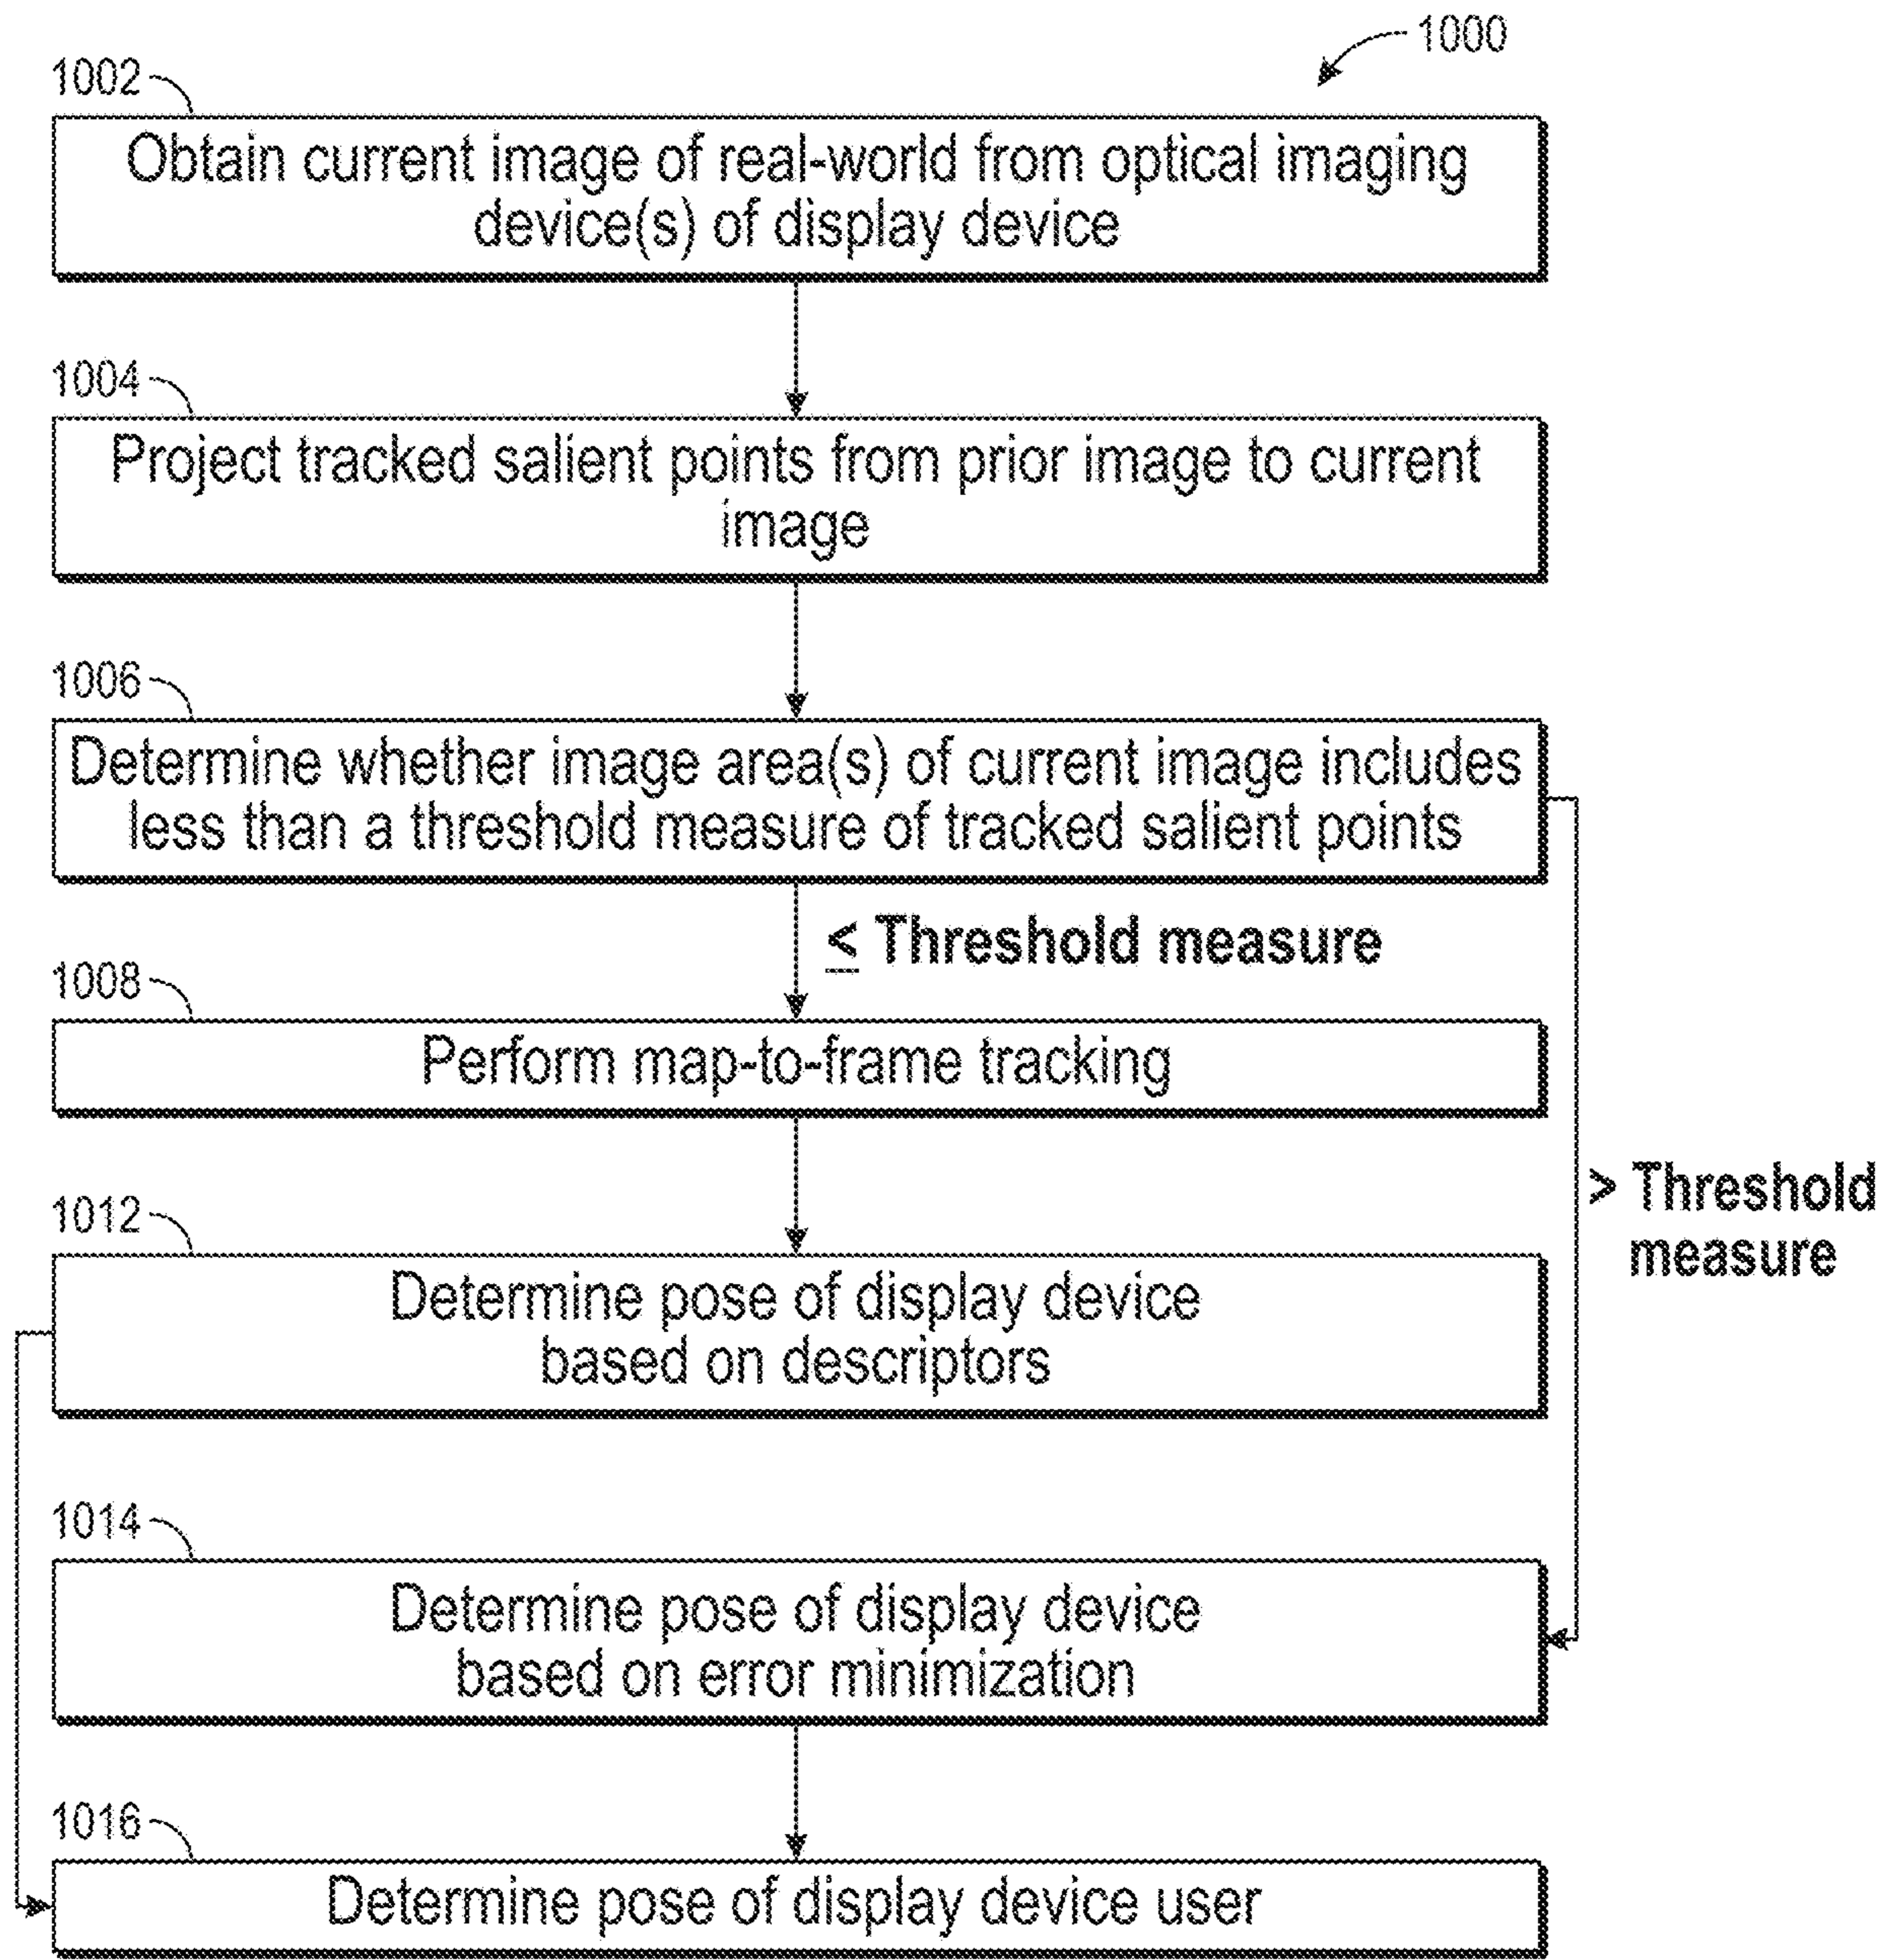 1000
1002
Obtain current image of real-world from optical imaging
device(s) of display device
1004
Project tracked salient points from prior image to current
image
1006
Determine whether image area(s) of current image includes
less than a threshold measure of tracked salient points
≤ Threshold measure
1008
Perform map-to-frame tracking
> Threshold
measure
1012
Determine pose of display device
based on descriptors
1014
Determine pose of display device
based on error minimization
1016
Determine pose of display device user